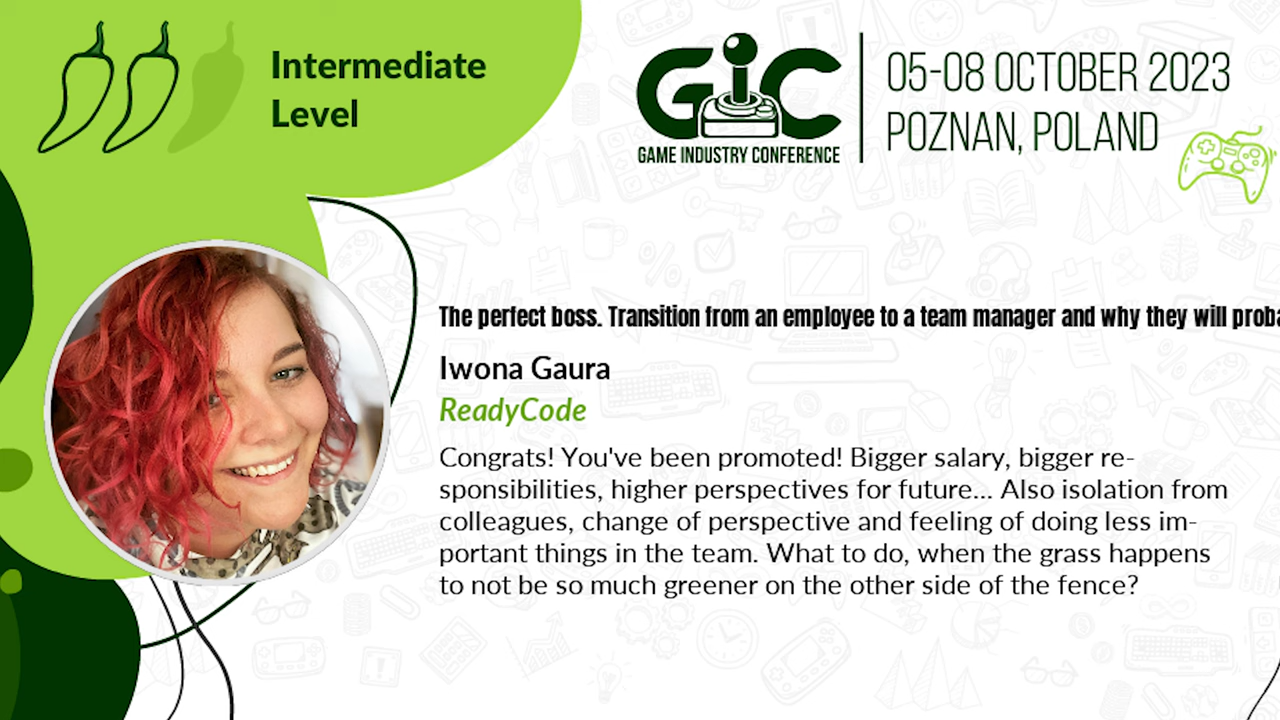 Intermediate
Level
GIC
GAME INDUSTRY CONFERENCE
05-08 OCTOBER 2023
POZNAN, POLAND
The perfect boss. Transition from an employee to a team manager and why they will proba
Iwona Gaura
ReadyCode
Congrats! You've been promoted! Bigger salary, bigger re-
sponsibilities, higher perspectives for future... Also isolation from
colleagues, change of perspective and feeling of doing less im-
portant things in the team. What to do, when the grass happens
to not be so much greener on the other side of the fence?